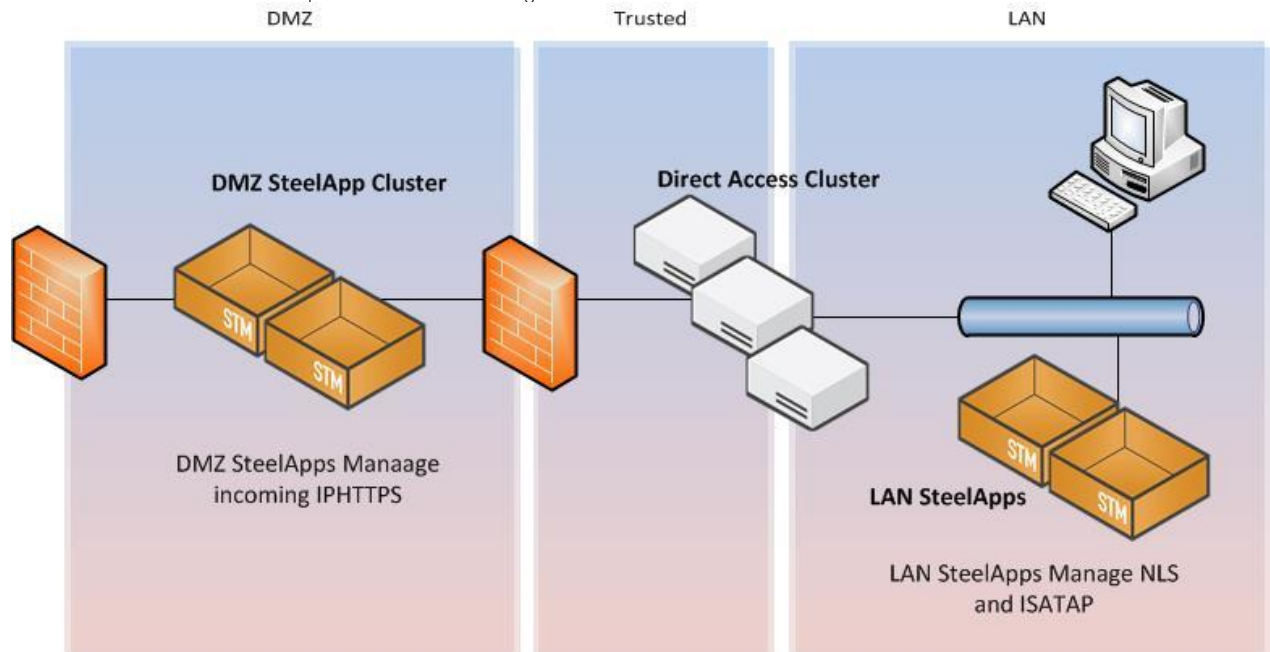 DMZ
Trusted
LAN
DMZ SteelApp Cluster
Direct Access Cluster
STM
STM
DMZ SteelApps Manaage
incoming IPHTTPS
STM
STM
LAN SteelApps
LAN SteelApps Manage NLS
and ISATAP